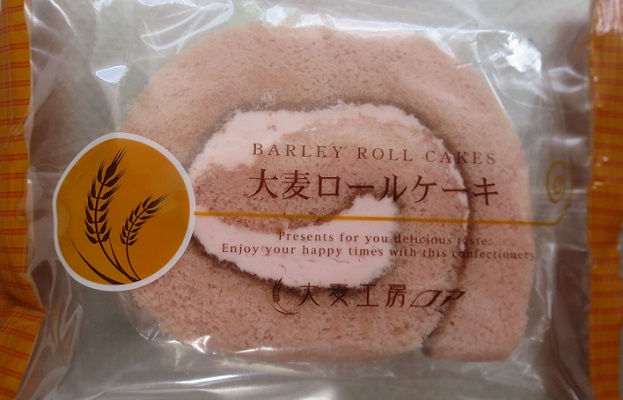 BARLEY ROLL CAKES
大麦ロールケーキ
Presents for you delicious taste.
Enjoy your happy times with this confectionery.
大麦工房ロア